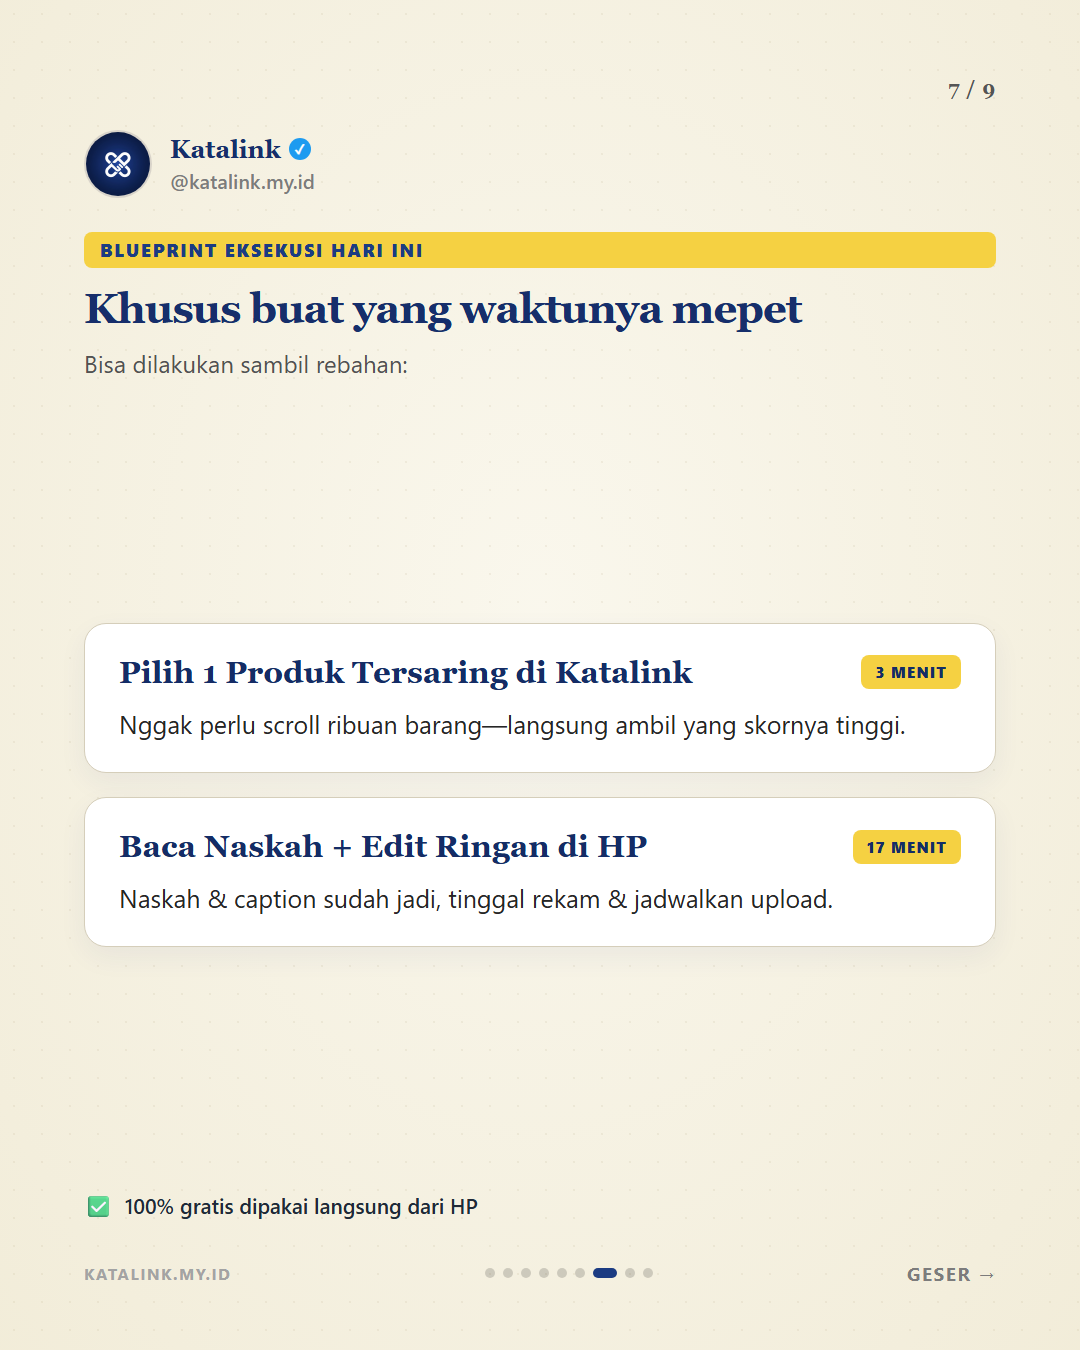 7 / 9
Katalink
@katalink.my.id
BLUEPRINT EKSEKUSI HARI INI
Khusus buat yang waktunya mepet
Bisa dilakukan sambil rebahan:
Pilih 1 Produk Tersaring di Katalink
3 MENIT
Nggak perlu scroll ribuan barang—langsung ambil yang skornya tinggi.
Baca Naskah + Edit Ringan di HP
17 MENIT
Naskah & caption sudah jadi, tinggal rekam & jadwalkan upload.
✅ 100% gratis dipakai langsung dari HP
KATALINK.MY.ID
GESER →